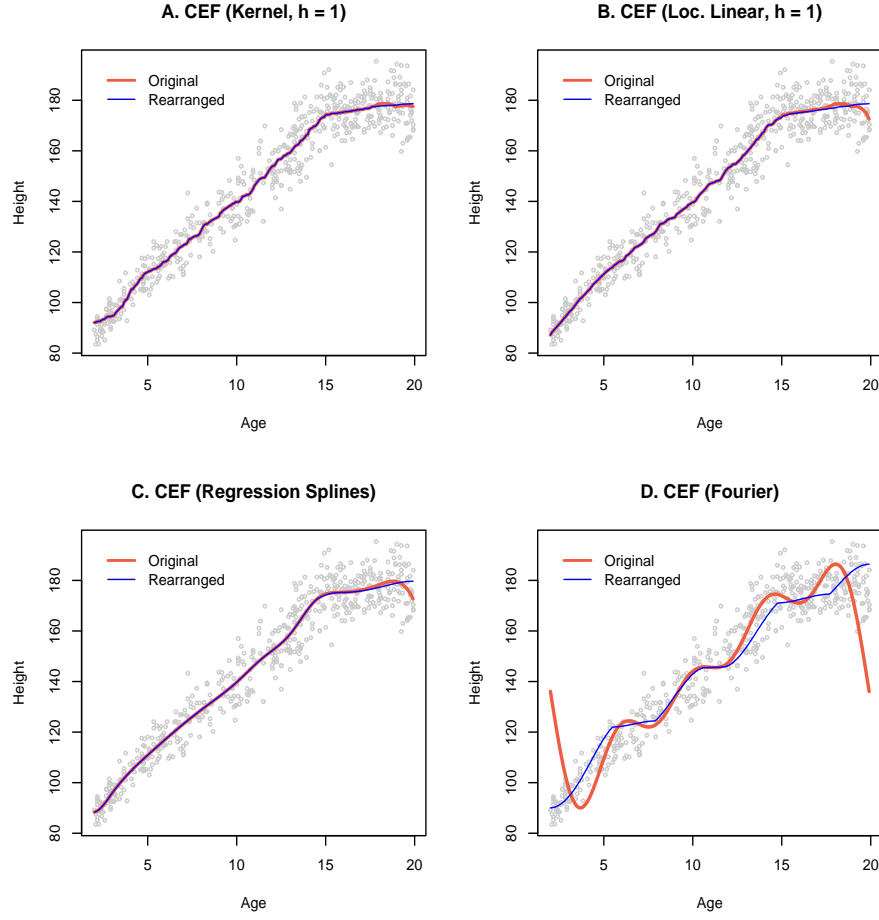 A. CEF (Kernel, h = 1)
Original
Rearranged
Height
80 100 120 140 160 180
5 10 15 20
Age
B. CEF (Loc. Linear, h = 1)
Original
Rearranged
Height
80 100 120 140 160 180
5 10 15 20
Age
C. CEF (Regression Splines)
Original
Rearranged
Height
80 100 120 140 160 180
5 10 15 20
Age
D. CEF (Fourier)
Original
Rearranged
Height
80 100 120 140 160 180
5 10 15 20
Age